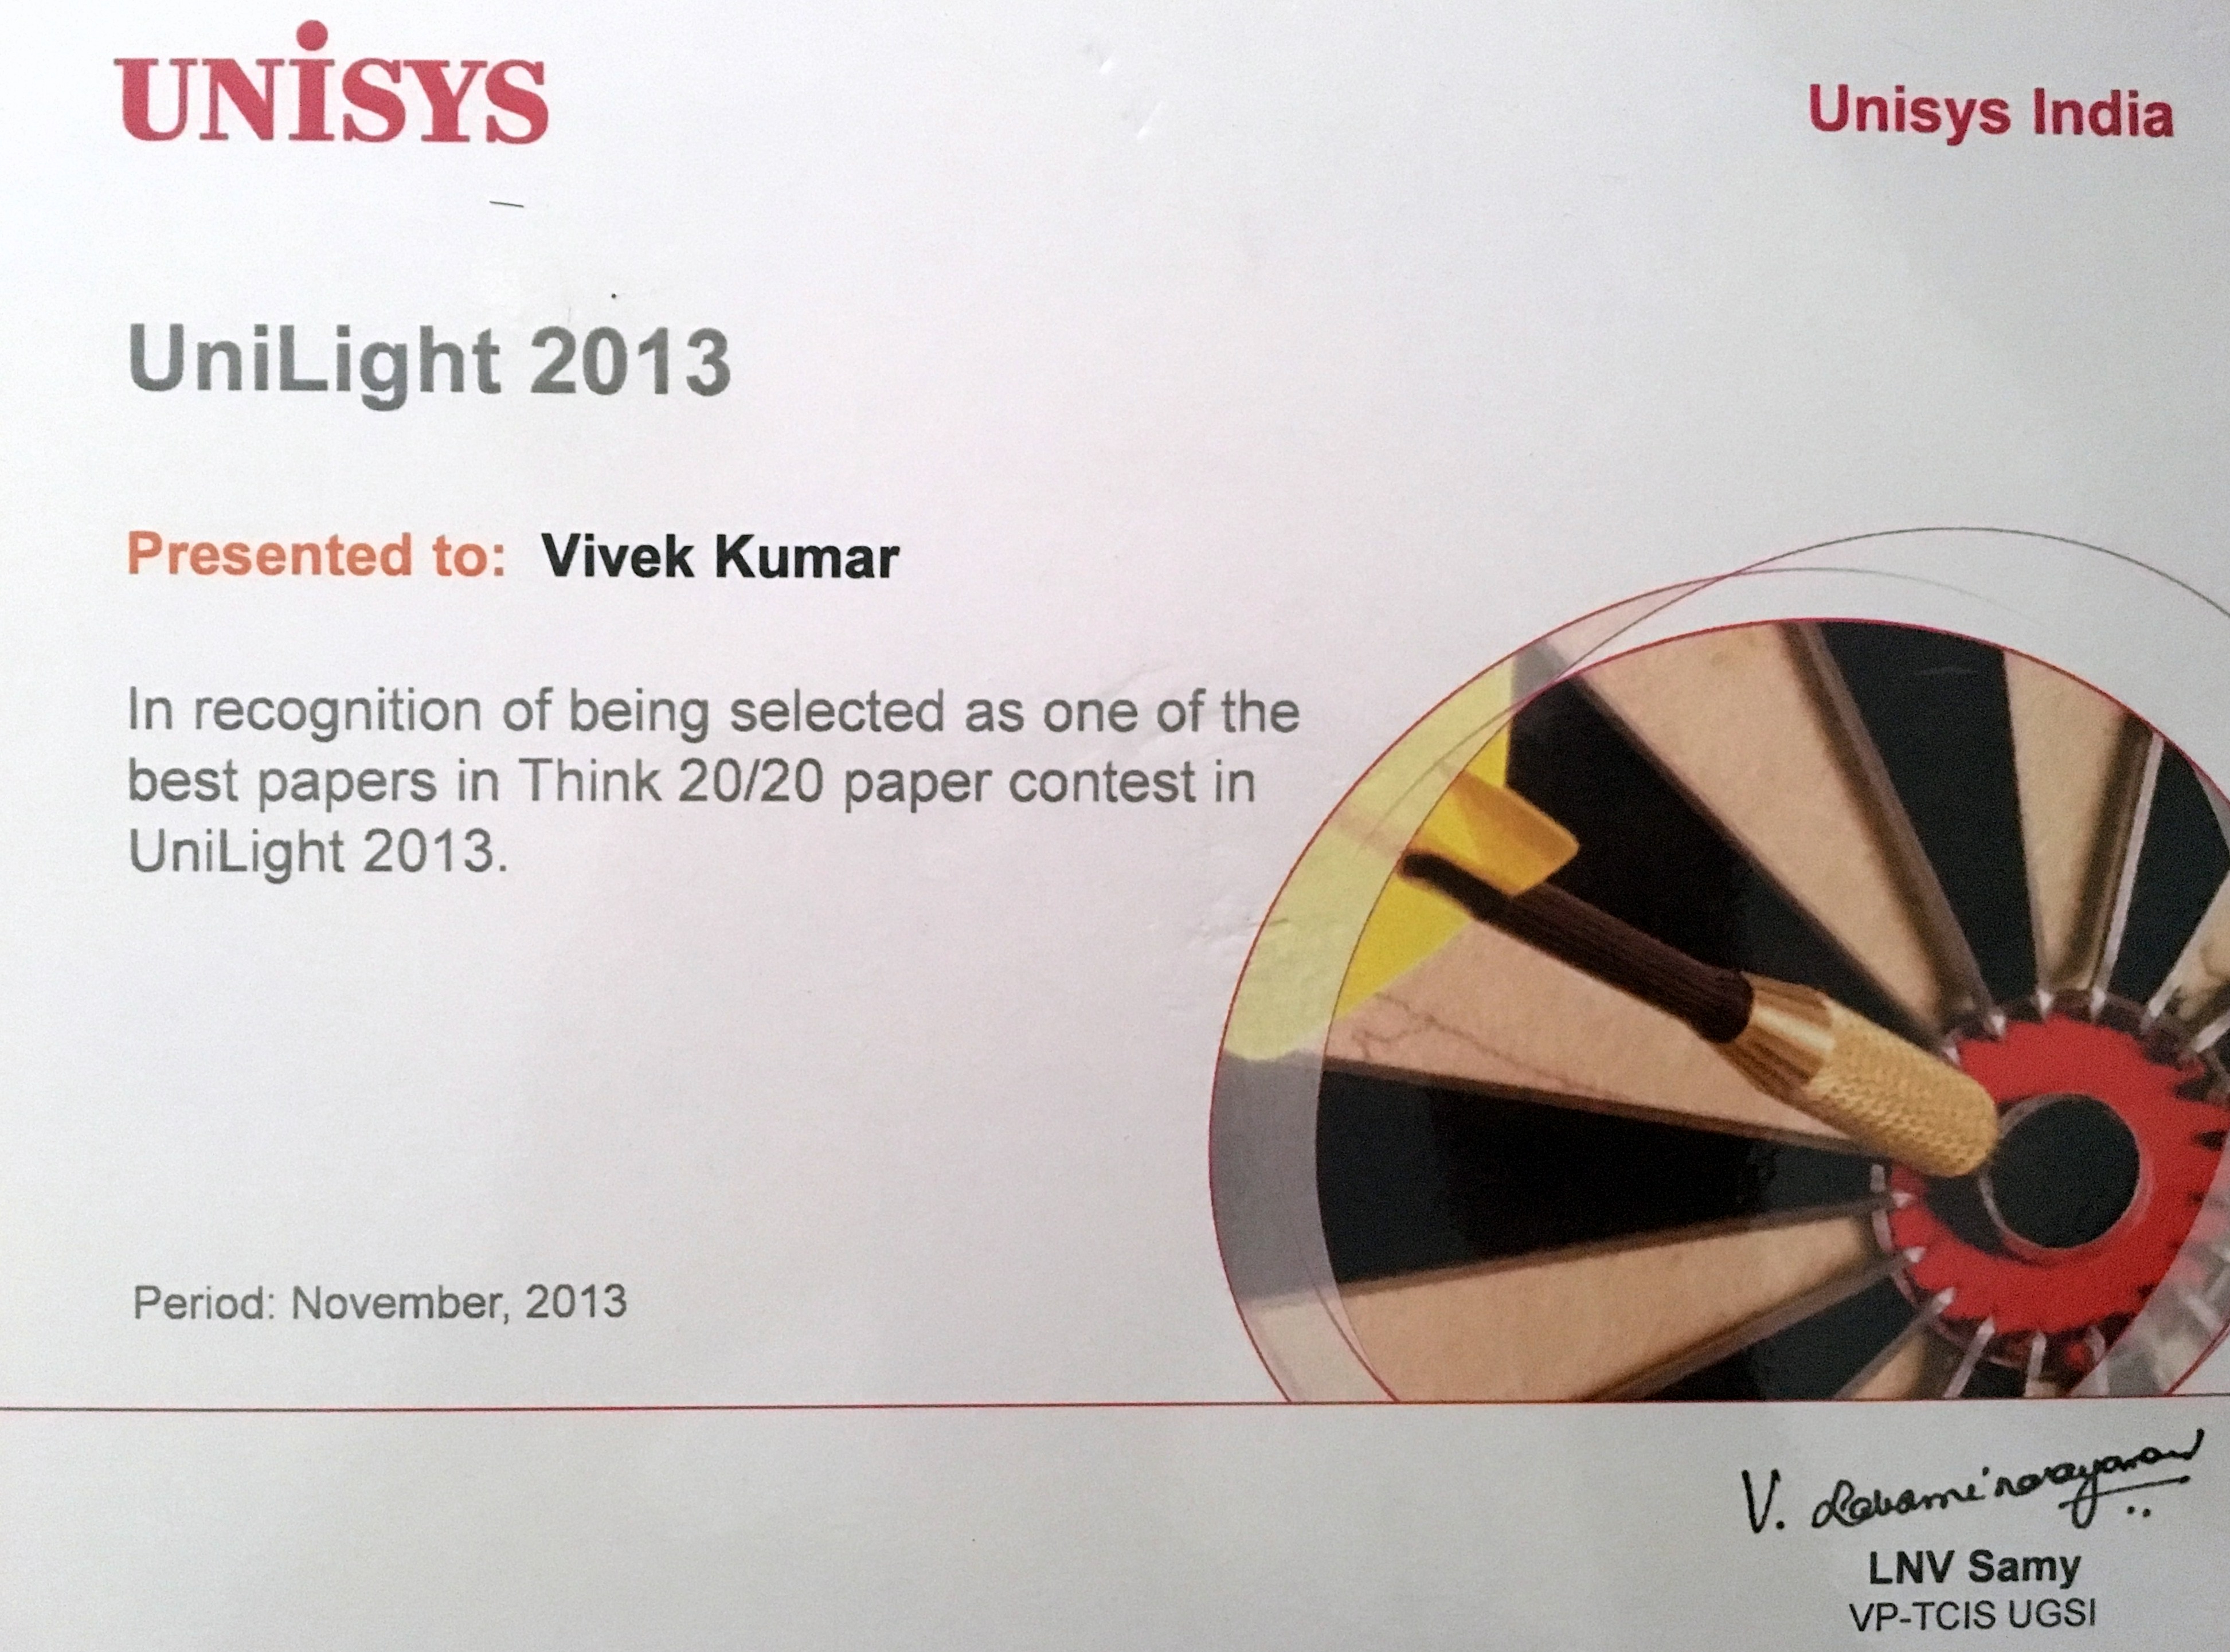 UNiSYS
Unisys India
UniLight 2013
Presented to: Vivek Kumar
In recognition of being selected as one of the
best papers in Think 20/20 paper contest in
UniLight 2013.
Period: November, 2013
V.
LNV Samy
VP-TCIS UGSI